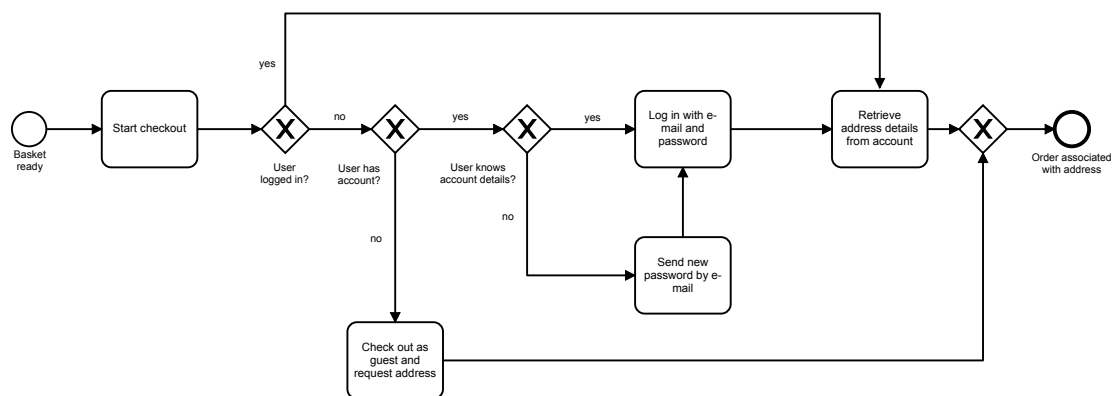 yes
Basket
ready
Start checkout
User
logged in?
no
User has
account?
yes
User knows
account details?
yes
Log in with e-
mail and
password
Retrieve
address details
from account
Order associated
with address
no
no
Send new
password by e-
mail
Check out as
guest and
request address